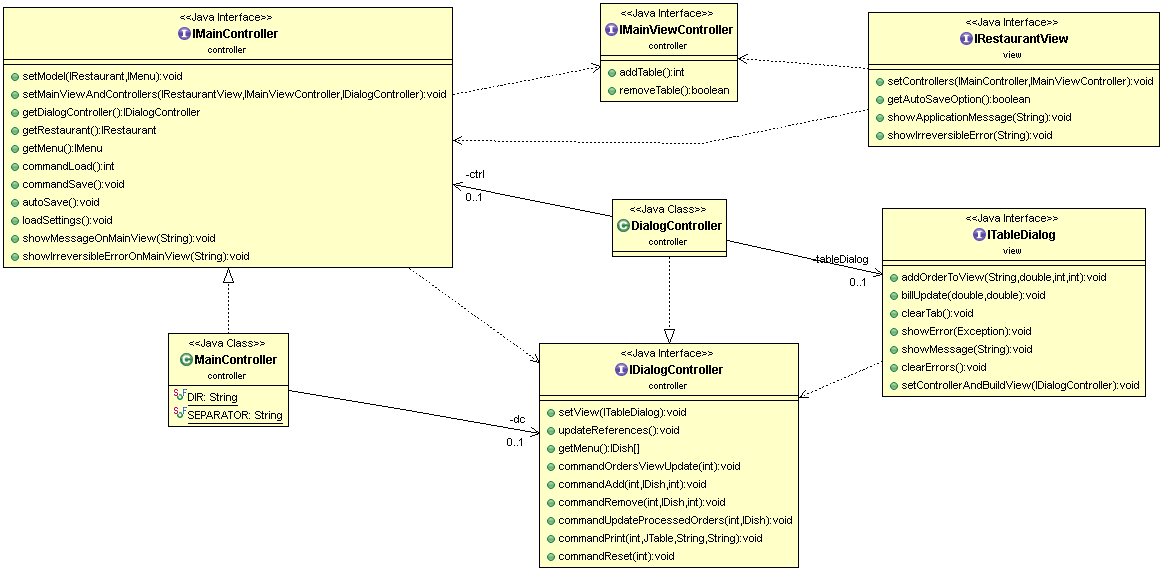 <<Java Interface>>
IMainController
controller
setModel(IRestaurant,IMenu):void
setMainViewAndControllers(IRestaurantView,IMainViewController,IDialogController):void
getDialogController():IDialogController
getRestaurant():IRestaurant
getMenu():IMenu
commandLoad():int
commandSave():void
autoSave():void
loadSettings():void
showMessageOnMainView(String):void
showIrreversibleErrorOnMainView(String):void
<<Java Interface>>
IMainViewController
controller
addTable():int
removeTable():boolean
<<Java Interface>>
IRestaurantView
view
setControllers(IMainController,IMainViewController):void
getAutoSaveOption():boolean
showApplicationMessage(String):void
showIrreversibleError(String):void
-ctrl
0..1
<<Java Class>>
DialogController
controller
-tableDialog
0..1
<<Java Interface>>
ITableDialog
view
addOrderToView(String,double,int,int):void
billUpdate(double,double):void
clearTab():void
showError(Exception):void
showMessage(String):void
clearErrors():void
setControllerAndBuildView(IDialogController):void
<<Java Class>>
MainController
controller
DIR: String
SEPARATOR: String
-dc
0..1
<<Java Interface>>
IDialogController
controller
setView(ITableDialog):void
updateReferences():void
getMenu():IDish[]
commandOrdersViewUpdate(int):void
commandAdd(int,IDish,int):void
commandRemove(int,IDish,int):void
commandUpdateProcessedOrders(int,IDish):void
commandPrint(int,JTable,String,String):void
commandReset(int):void